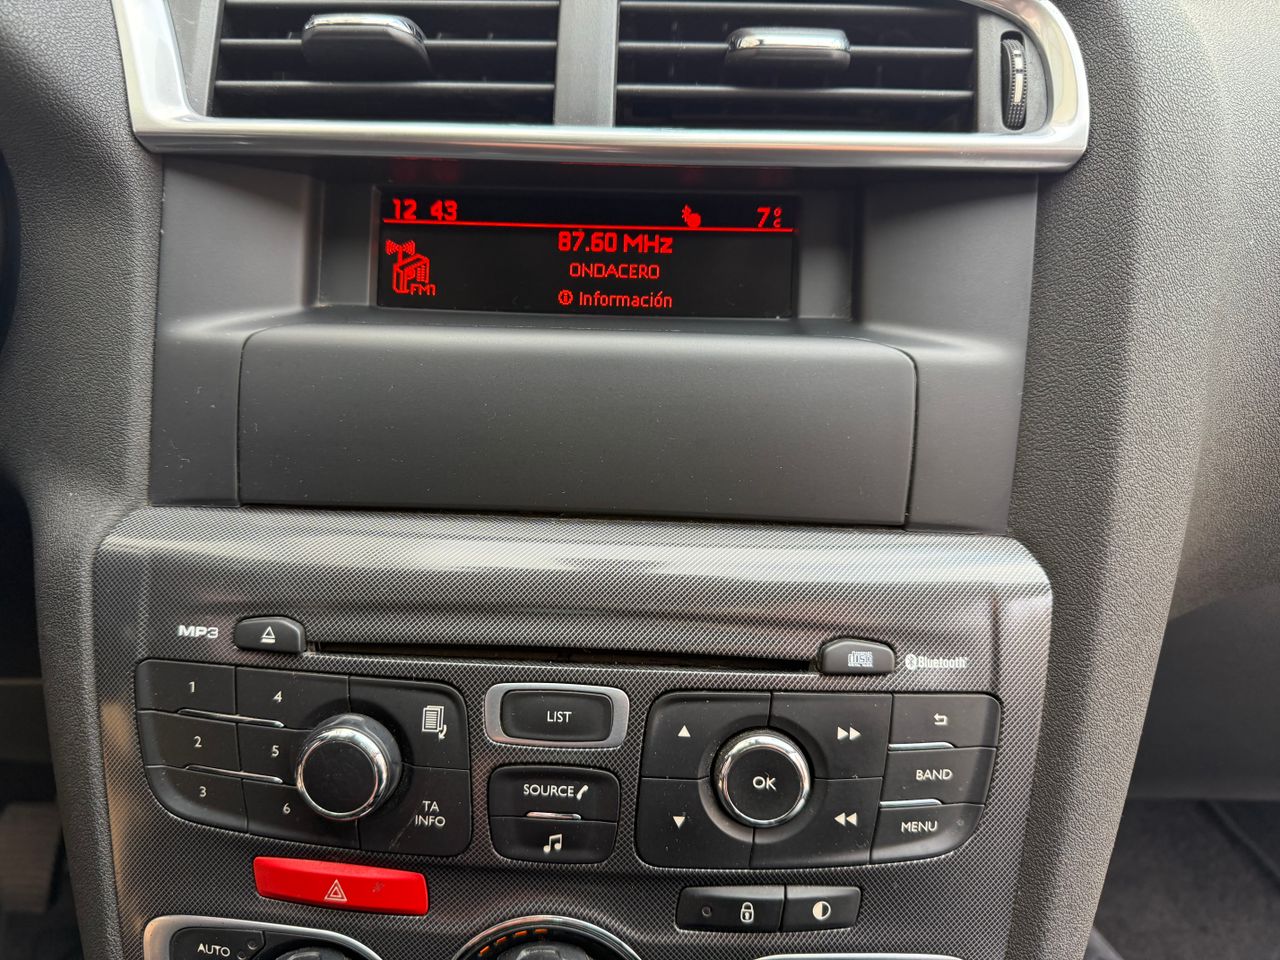 12 43 7°C
87.60 MHz
ONDACERO
FM1
Información
MP3
Bluetooth
1
4
LIST
2
5
OK
BAND
3
6
TA
INFO
SOURCE
MENU
AUTO